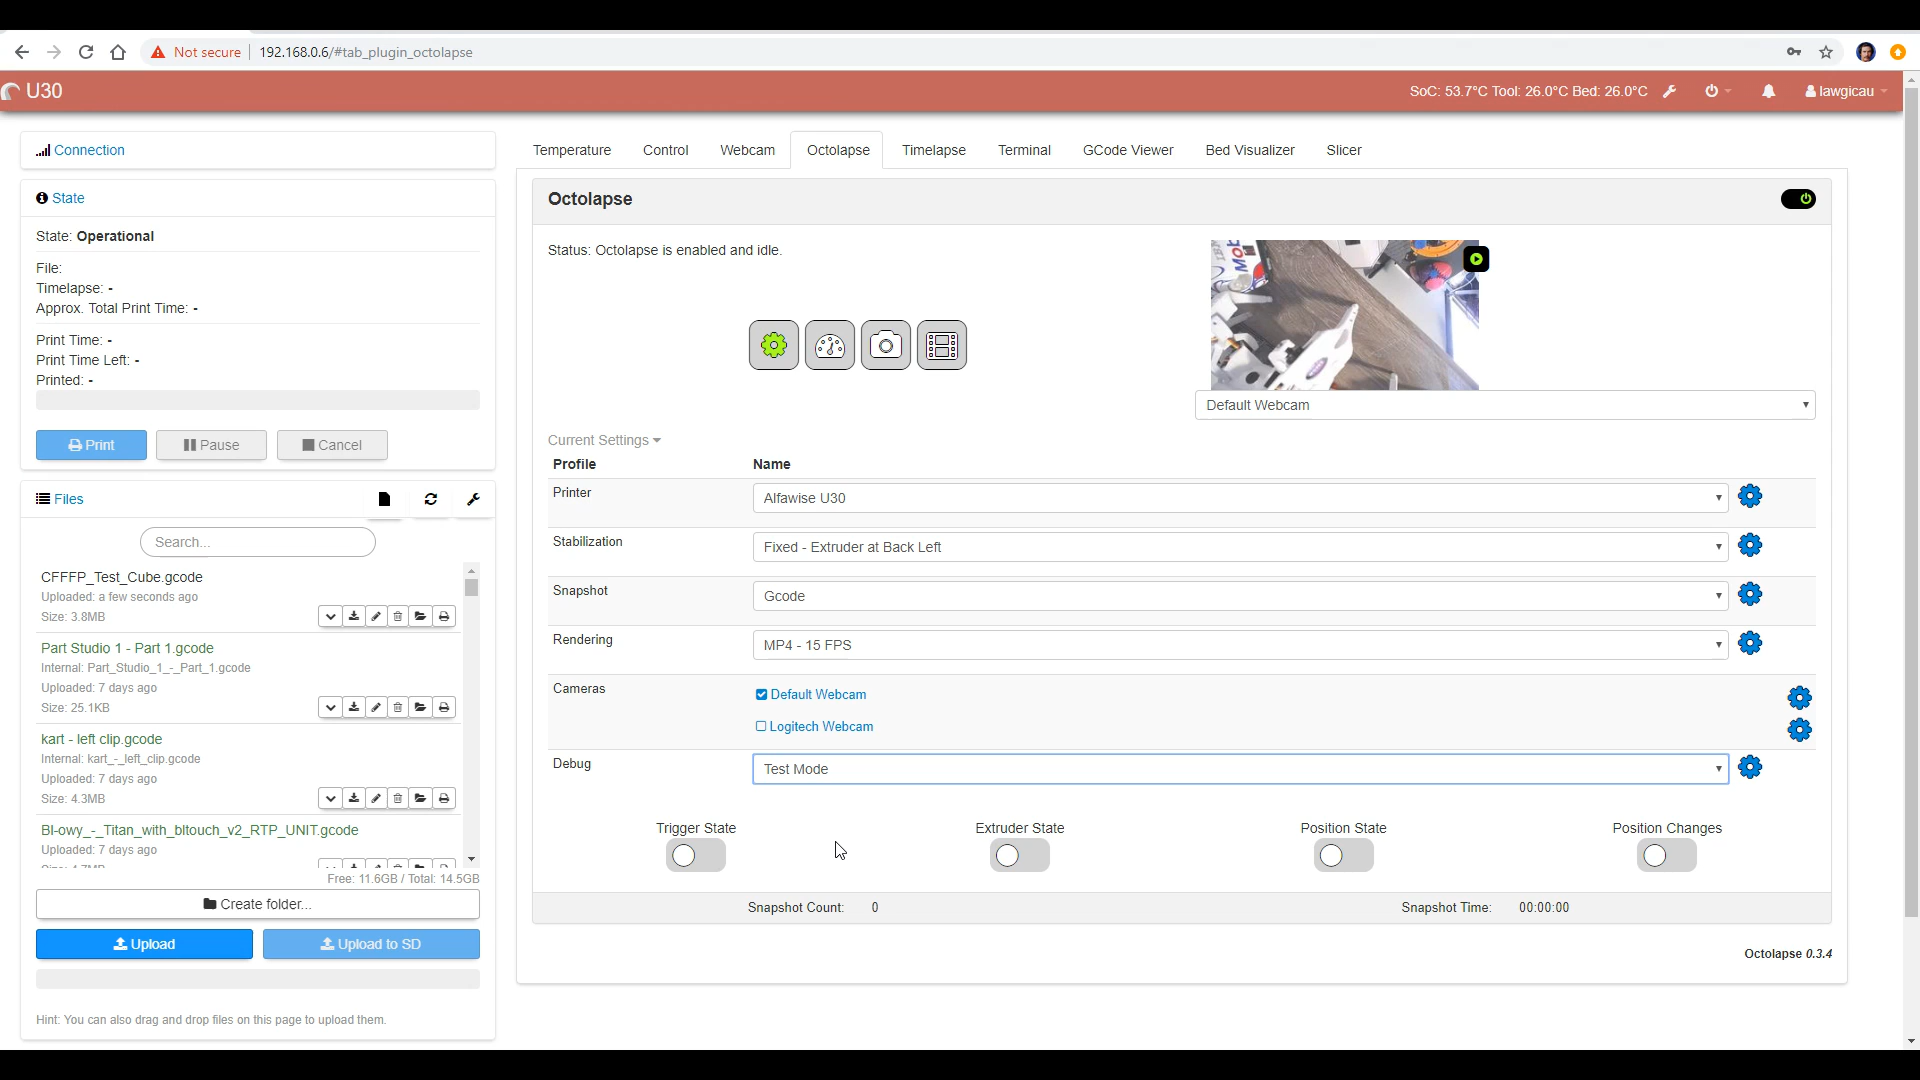 Not secure
192.168.0.6/#tab_plugin_octolapse
U30
SoC: 53.7°C Tool: 26.0°C Bed: 26.0°C
lawgicau
Connection
State
State: Operational
File:
Timelapse: -
Approx. Total Print Time: -
Print Time: -
Print Time Left: -
Printed: -
Print
Pause
Cancel
Files
Search...
CFFFP_Test_Cube.gcode
Uploaded: a few seconds ago
Size: 3.8MB
Part Studio 1 - Part 1.gcode
Internal: Part_Studio_1_-_Part_1.gcode
Uploaded: 7 days ago
Size: 25.1KB
kart - left clip.gcode
Internal: kart_-_left_clip.gcode
Uploaded: 7 days ago
Size: 4.3MB
Bl-owy_-_Titan_with_bltouch_v2_RTP_UNIT.gcode
Uploaded: 7 days ago
Size: 4.7MB
Free: 11.6GB / Total: 14.5GB
Create folder...
Upload
Upload to SD
Hint: You can also drag and drop files on this page to upload them.
Temperature
Control
Webcam
Octolapse
Timelapse
Terminal
GCode Viewer
Bed Visualizer
Slicer
Octolapse
Status: Octolapse is enabled and idle.
Default Webcam
Current Settings
Profile
Name
Printer
Alfawise U30
Stabilization
Fixed - Extruder at Back Left
Snapshot
Gcode
Rendering
MP4 - 15 FPS
Cameras
Default Webcam
Logitech Webcam
Debug
Test Mode
Trigger State
Extruder State
Position State
Position Changes
Snapshot Count: 0
Snapshot Time: 00:00:00
Octolapse 0.3.4